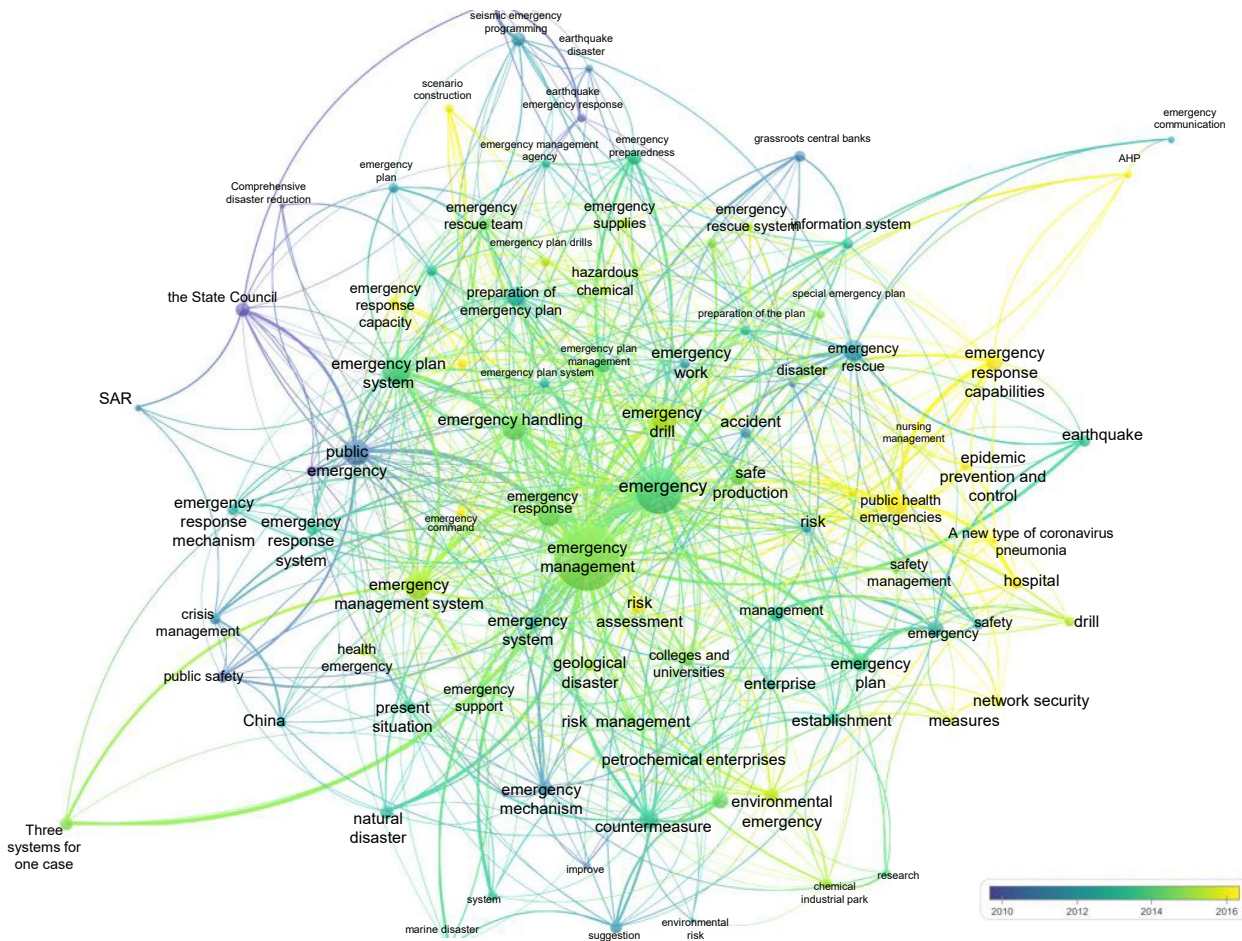 seismic emergency
programming
earthquake
disaster
scenario
construction
earthquake
emergency response
emergency
communication
grassroots central banks
emergency management
agency
emergency
preparedness
AHP
emergency
plan
Comprehensive
disaster reduction
emergency
rescue team
emergency
supplies
emergency
rescue system
information system
emergency plan drills
hazardous
chemical
the State Council
emergency
response
capacity
preparation of
emergency plan
special emergency plan
preparation of the plan
emergency plan
system
emergency plan system
emergency plan
management
emergency
work
disaster
emergency
rescue
emergency
response
capabilities
SAR
emergency handling
emergency
drill
accident
nursing
management
earthquake
public
emergency
emergency
safe
production
epidemic
prevention and
control
emergency
response
mechanism
emergency
response
system
emergency
command
emergency
response
risk
public health
emergencies
A new type of coronavirus
pneumonia
emergency
management
safety
management
hospital
emergency
management system
risk
assessment
crisis
management
emergency
system
management
emergency
safety
drill
health
emergency
public safety
geological
disaster
colleges and
universities
emergency
plan
enterprise
emergency
support
China
present
situation
risk management
establishment
measures
network security
petrochemical enterprises
emergency
mechanism
environmental
emergency
natural
disaster
countermeasure
Three
systems for
one case
improve
research
chemical
industrial park
system
marine disaster
suggestion
environmental
risk
2010 2012 2014 2016